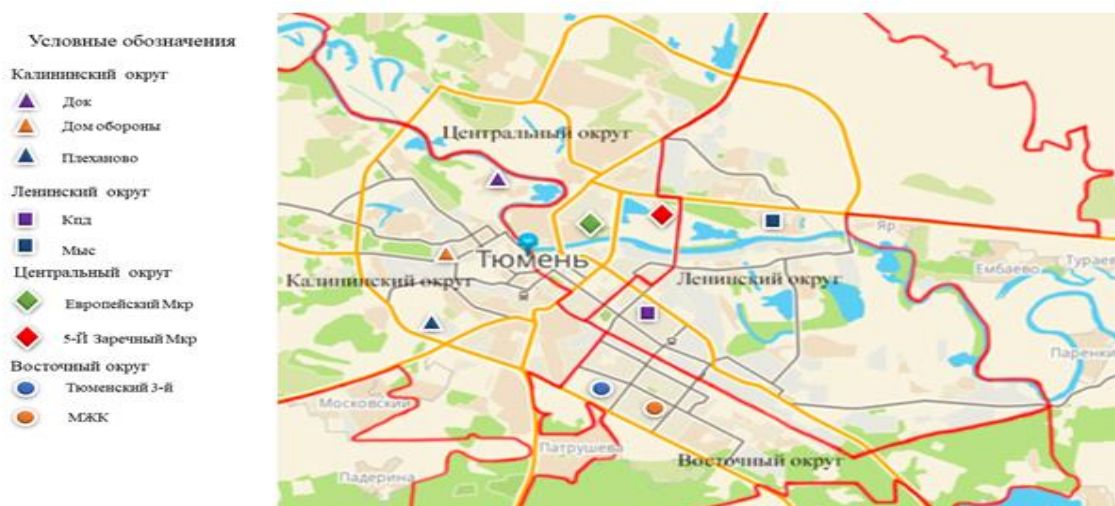 Условные обозначения
Калининский округ
Док
Дом обороны
Плеханово
Ленинский округ
Кпд
Мыс
Центральный округ
Европейский Мкр
5-Й Заречный Мкр
Восточный округ
Тюменский 3-й
МЖК
Центральный округ
Яр
Тюмень
Ембаево
Турае
Калининский округ
Ленинский округ
Паренки
Московский
Патрушева
Восточный округ
Падерина